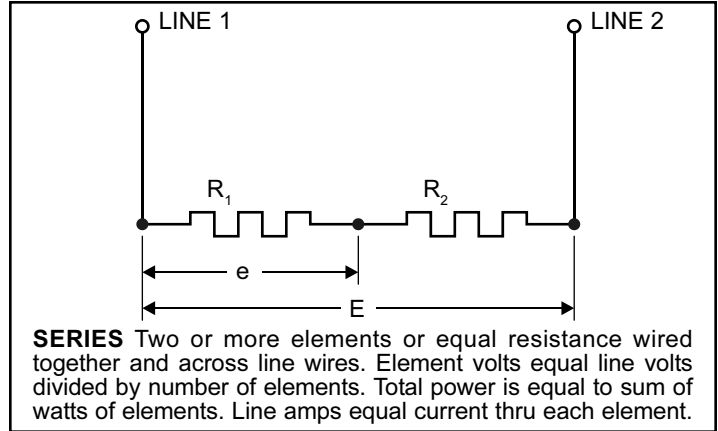 LINE 1 LINE 2
R₁ R₂
e
E
SERIES Two or more elements or equal resistance wired
together and across line wires. Element volts equal line volts
divided by number of elements. Total power is equal to sum of
watts of elements. Line amps equal current thru each element.